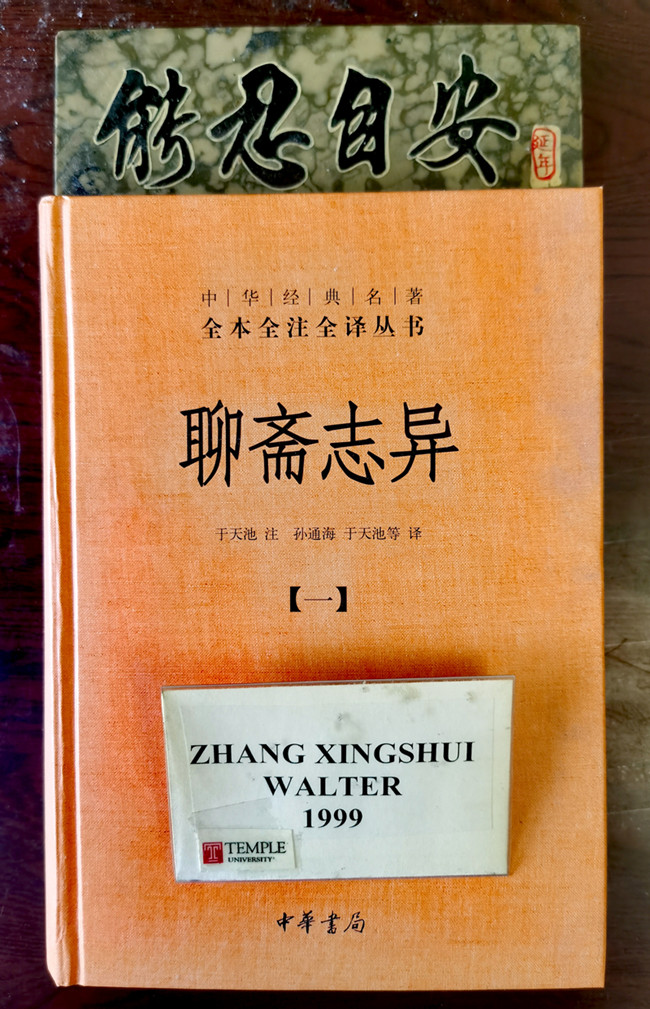 能忍自安
延年
中｜华｜经｜典｜名｜著
全本全注全译丛书
聊斋志异
于天池 注 孙通海 于天池等 译
【一】
ZHANG XINGSHUI
WALTER
1999
T TEMPLE
UNIVERSITY®
中華書局